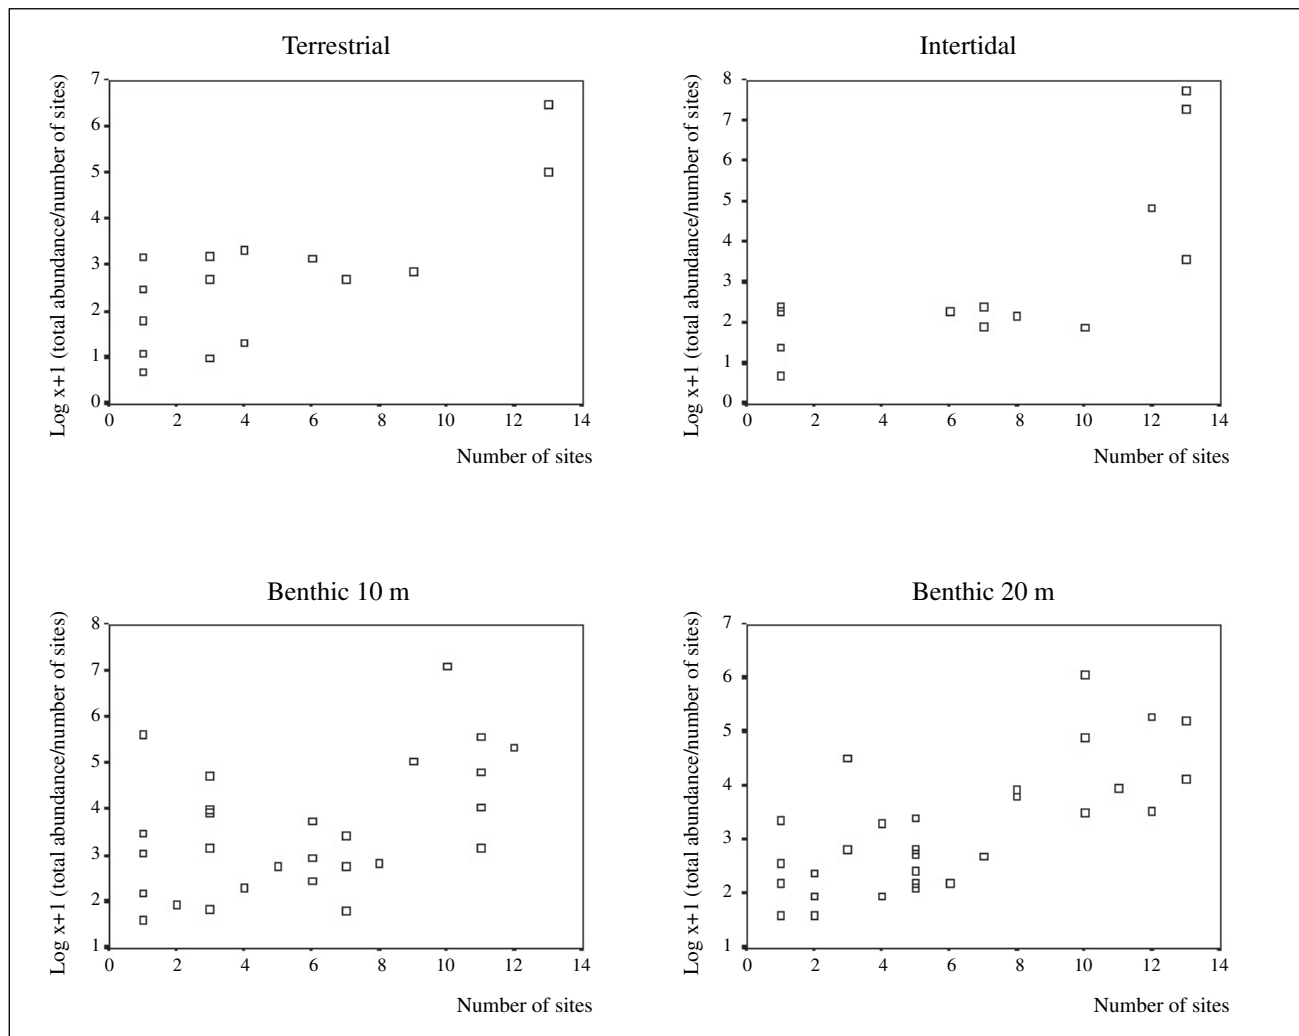 Terrestrial
Log x+1 (total abundance/number of sites)
7
6
5
4
3
2
1
0
0 2 4 6 8 10 12 14
Number of sites
Intertidal
Log x+1 (total abundance/number of sites)
8
7
6
5
4
3
2
1
0
0 2 4 6 8 10 12 14
Number of sites
Benthic 10 m
Log x+1 (total abundance/number of sites)
8
7
6
5
4
3
2
1
0 2 4 6 8 10 12 14
Number of sites
Benthic 20 m
Log x+1 (total abundance/number of sites)
7
6
5
4
3
2
1
0 2 4 6 8 10 12 14
Number of sites